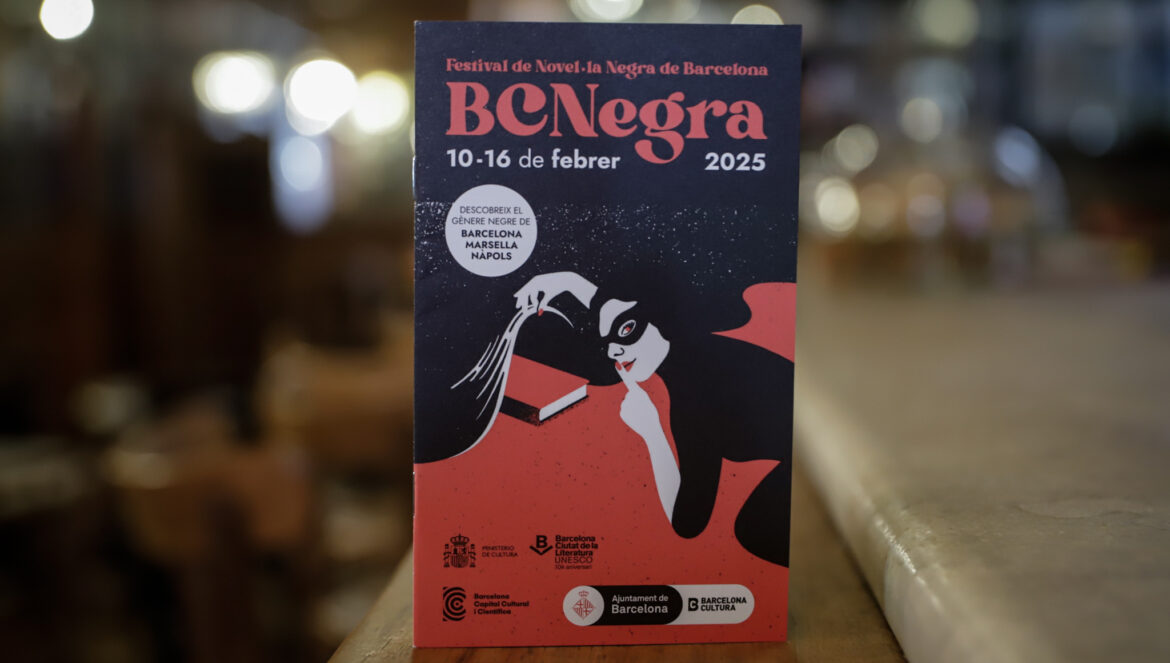 Festival de Novel·la Negra de Barcelona
BCNegra
10-16 de febrer 2025
DESCOBREIX EL
GÈNERE NEGRE DE
BARCELONA
MARSELLA
NÀPOLS
MINISTERIO
DE CULTURA
Barcelona
Ciutat de la
Literatura
UNESCO
10è aniversari
Barcelona
Capital Cultural
i Científica
Ajuntament de
Barcelona
BARCELONA
CULTURA